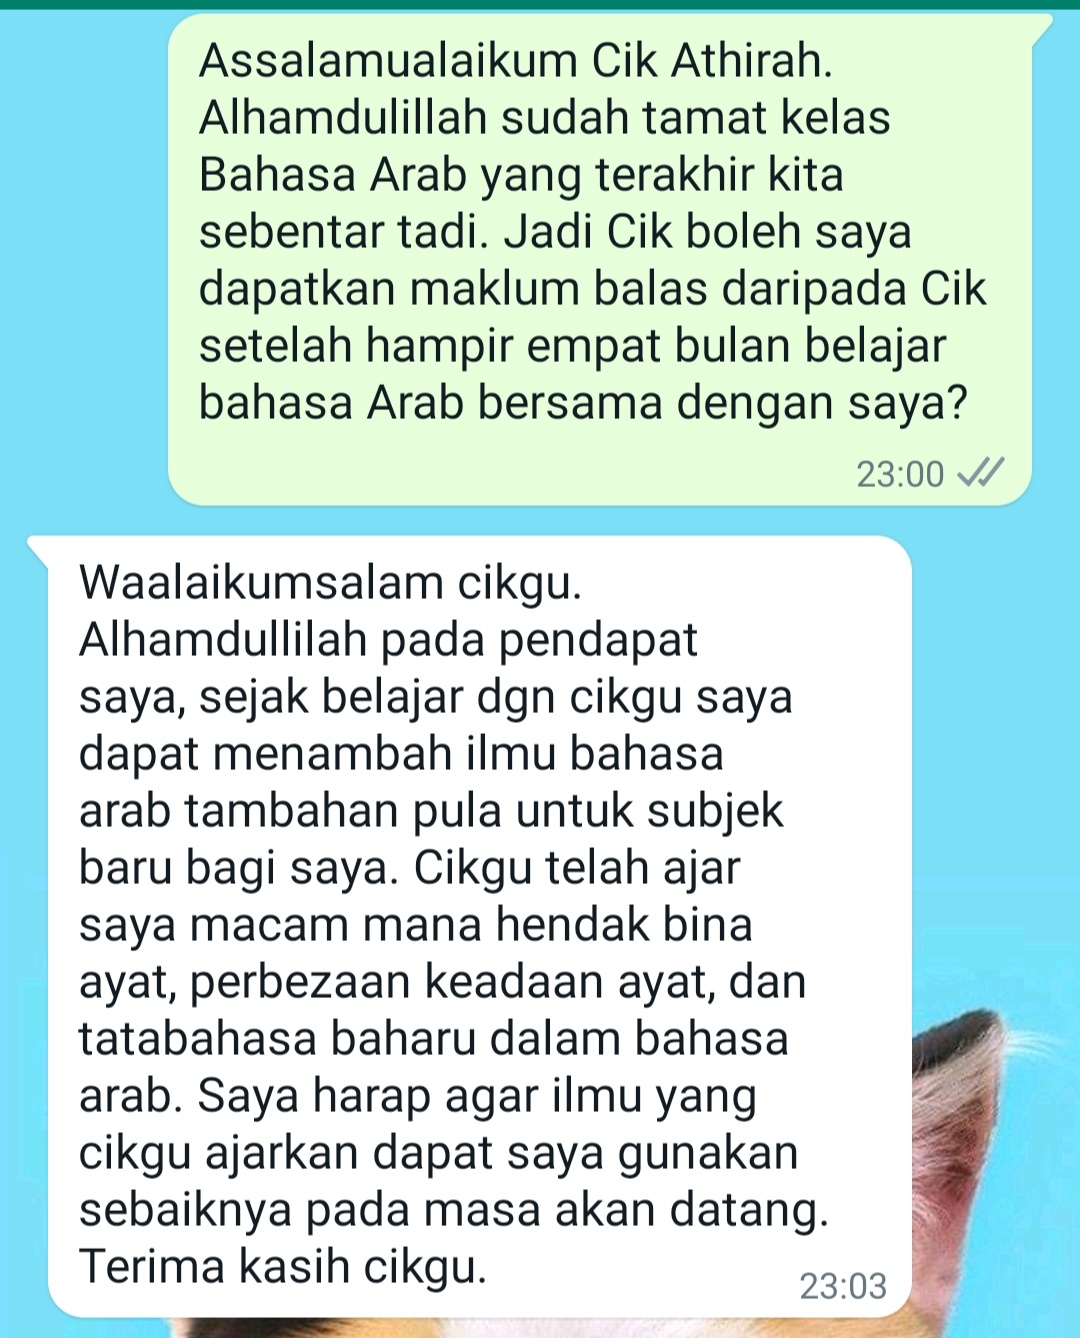 Assalamualaikum Cik Athirah.
Alhamdulillah sudah tamat kelas
Bahasa Arab yang terakhir kita
sebentar tadi. Jadi Cik boleh saya
dapatkan maklum balas daripada Cik
setelah hampir empat bulan belajar
bahasa Arab bersama dengan saya?
23:00
Waalaikumsalam cikgu.
Alhamdullilah pada pendapat
saya, sejak belajar dgn cikgu saya
dapat menambah ilmu bahasa
arab tambahan pula untuk subjek
baru bagi saya. Cikgu telah ajar
saya macam mana hendak bina
ayat, perbezaan keadaan ayat, dan
tatabahasa baharu dalam bahasa
arab. Saya harap agar ilmu yang
cikgu ajarkan dapat saya gunakan
sebaiknya pada masa akan datang.
Terima kasih cikgu.
23:03